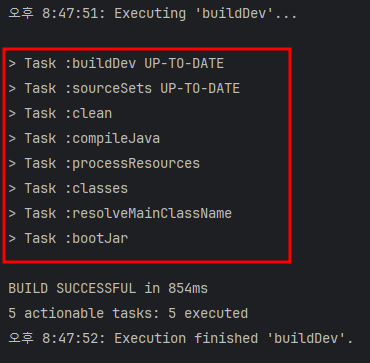 오후 8:47:51: Executing 'buildDev'...
> Task :buildDev UP-TO-DATE
> Task :sourceSets UP-TO-DATE
> Task :clean
> Task :compileJava
> Task :processResources
> Task :classes
> Task :resolveMainClassName
> Task :bootJar
BUILD SUCCESSFUL in 854ms
5 actionable tasks: 5 executed
오후 8:47:52: Execution finished 'buildDev'.